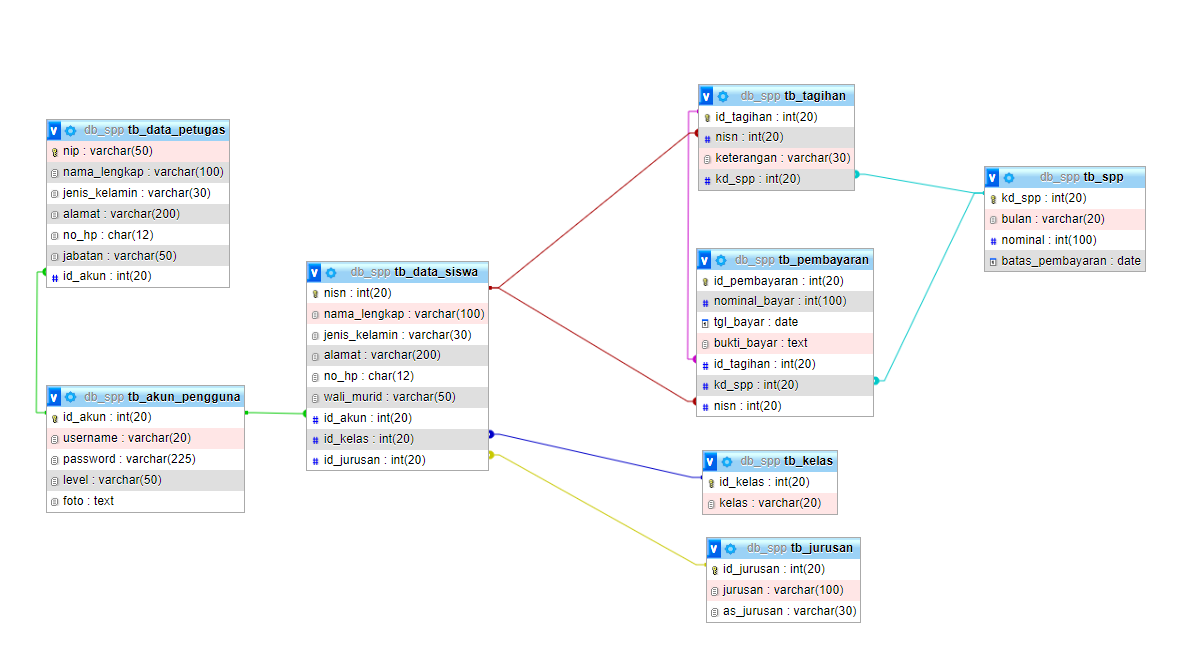 db_spp tb_data_petugas
nip : varchar(50)
nama_lengkap : varchar(100)
jenis_kelamin : varchar(30)
alamat : varchar(200)
no_hp : char(12)
jabatan : varchar(50)
# id_akun : int(20)
db_spp tb_akun_pengguna
id_akun : int(20)
username : varchar(20)
password : varchar(225)
level : varchar(50)
foto : text
db_spp tb_data_siswa
nisn : int(20)
nama_lengkap : varchar(100)
jenis_kelamin : varchar(30)
alamat : varchar(200)
no_hp : char(12)
wali_murid : varchar(50)
# id_akun : int(20)
# id_kelas : int(20)
# id_jurusan : int(20)
db_spp tb_tagihan
id_tagihan : int(20)
# nisn : int(20)
keterangan : varchar(30)
# kd_spp : int(20)
db_spp tb_pembayaran
id_pembayaran : int(20)
# nominal_bayar : int(100)
tgl_bayar : date
bukti_bayar : text
# id_tagihan : int(20)
# kd_spp : int(20)
# nisn : int(20)
db_spp tb_kelas
id_kelas : int(20)
kelas : varchar(20)
db_spp tb_jurusan
id_jurusan : int(20)
jurusan : varchar(100)
as_jurusan : varchar(30)
db_spp tb_spp
kd_spp : int(20)
bulan : varchar(20)
# nominal : int(100)
batas_pembayaran : date